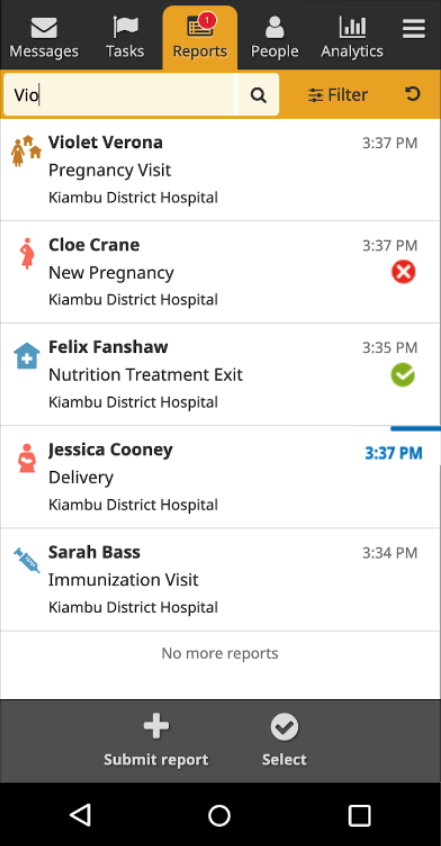 1
Messages Tasks Reports People Analytics
Vio Filter
Violet Verona 3:37 PM
Pregnancy Visit
Kiambu District Hospital
Cloe Crane 3:37 PM
New Pregnancy
Kiambu District Hospital
Felix Fanshaw 3:35 PM
Nutrition Treatment Exit
Kiambu District Hospital
Jessica Cooney 3:37 PM
Delivery
Kiambu District Hospital
Sarah Bass 3:34 PM
Immunization Visit
Kiambu District Hospital
No more reports
Submit report Select